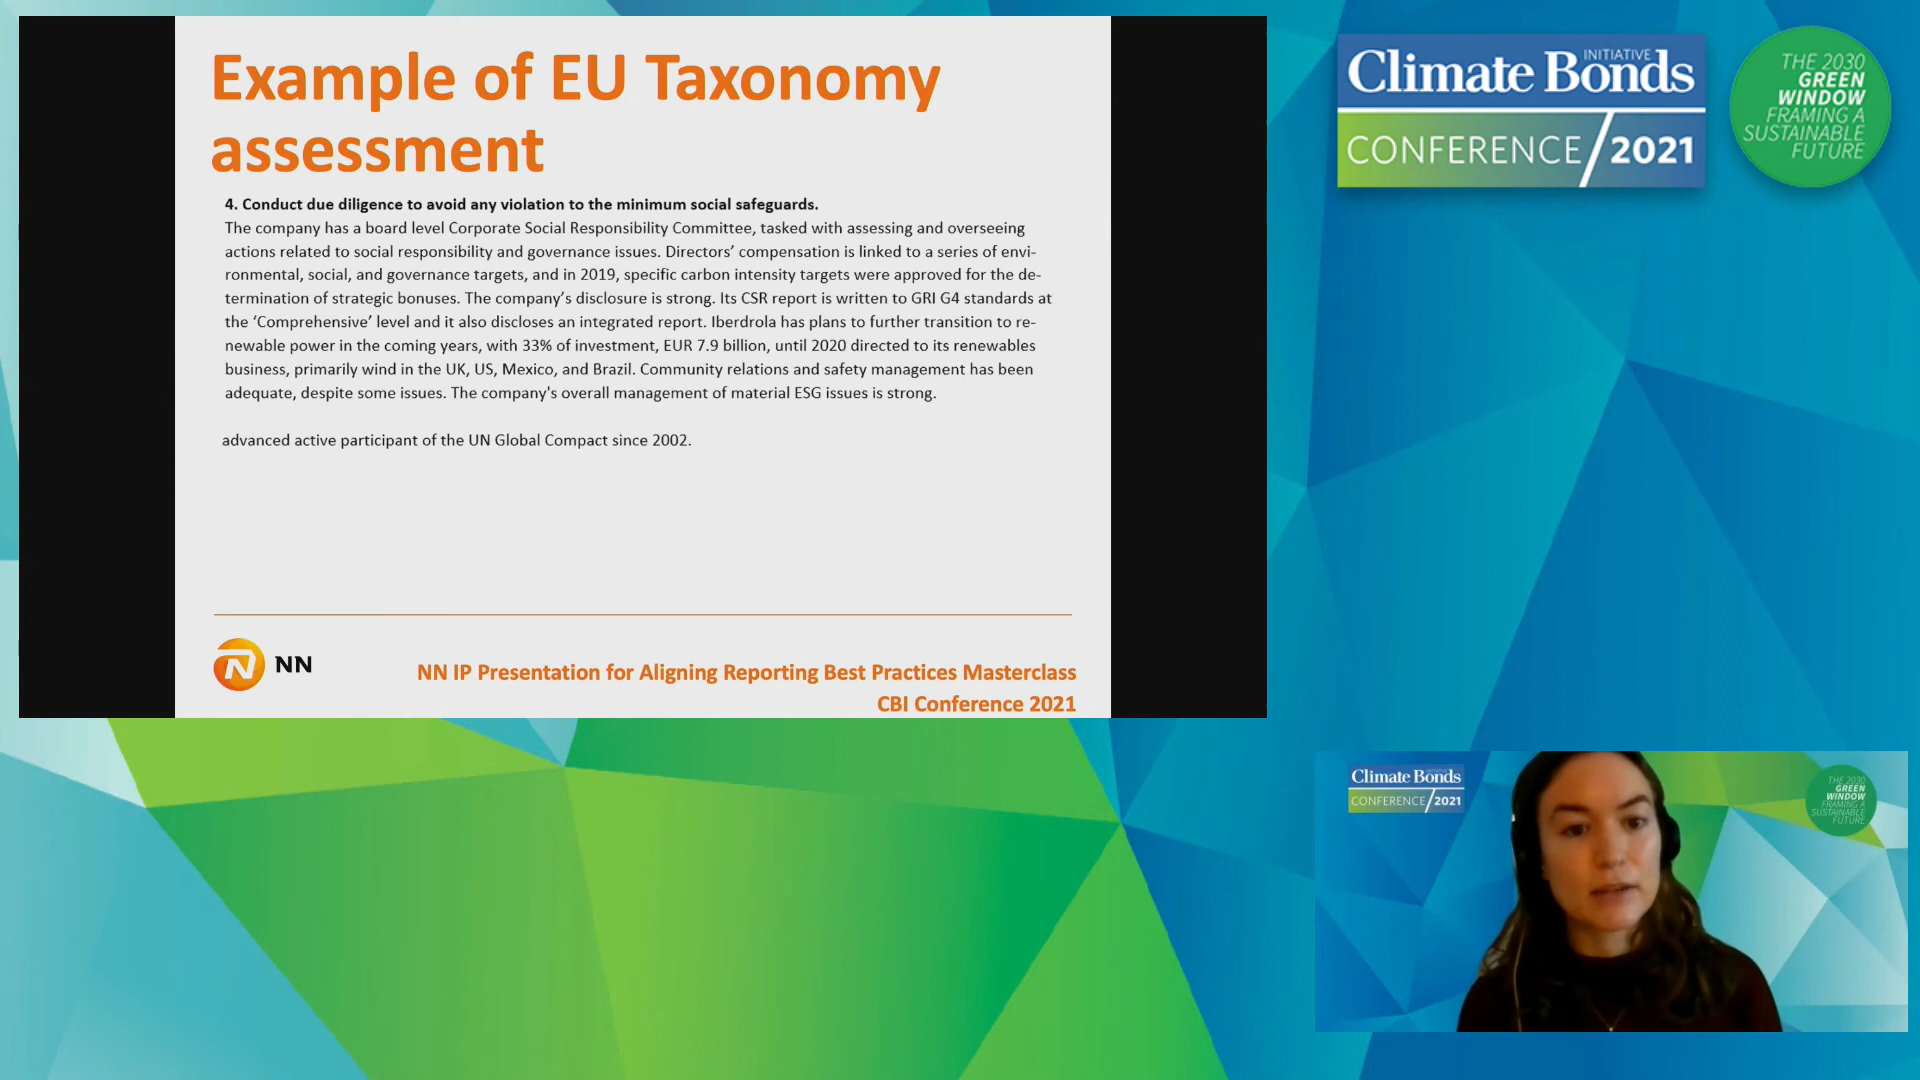 Example of EU Taxonomy
assessment
4. Conduct due diligence to avoid any violation to the minimum social safeguards.
The company has a board level Corporate Social Responsibility Committee, tasked with assessing and overseeing
actions related to social responsibility and governance issues. Directors’ compensation is linked to a series of envi-
ronmental, social, and governance targets, and in 2019, specific carbon intensity targets were approved for the de-
termination of strategic bonuses. The company’s disclosure is strong. Its CSR report is written to GRI G4 standards at
the ‘Comprehensive’ level and it also discloses an integrated report. Iberdrola has plans to further transition to re-
newable power in the coming years, with 33% of investment, EUR 7.9 billion, until 2020 directed to its renewables
business, primarily wind in the UK, US, Mexico, and Brazil. Community relations and safety management has been
adequate, despite some issues. The company's overall management of material ESG issues is strong.
advanced active participant of the UN Global Compact since 2002.
NN
NN IP Presentation for Aligning Reporting Best Practices Masterclass
CBI Conference 2021
Climate Bonds
INITIATIVE
CONFERENCE/2021
THE 2030
GREEN
WINDOW
FRAMING A
SUSTAINABLE
FUTURE
Climate Bonds
INITIATIVE
CONFERENCE/2021
THE 2030
GREEN
WINDOW
FRAMING A
SUSTAINABLE
FUTURE